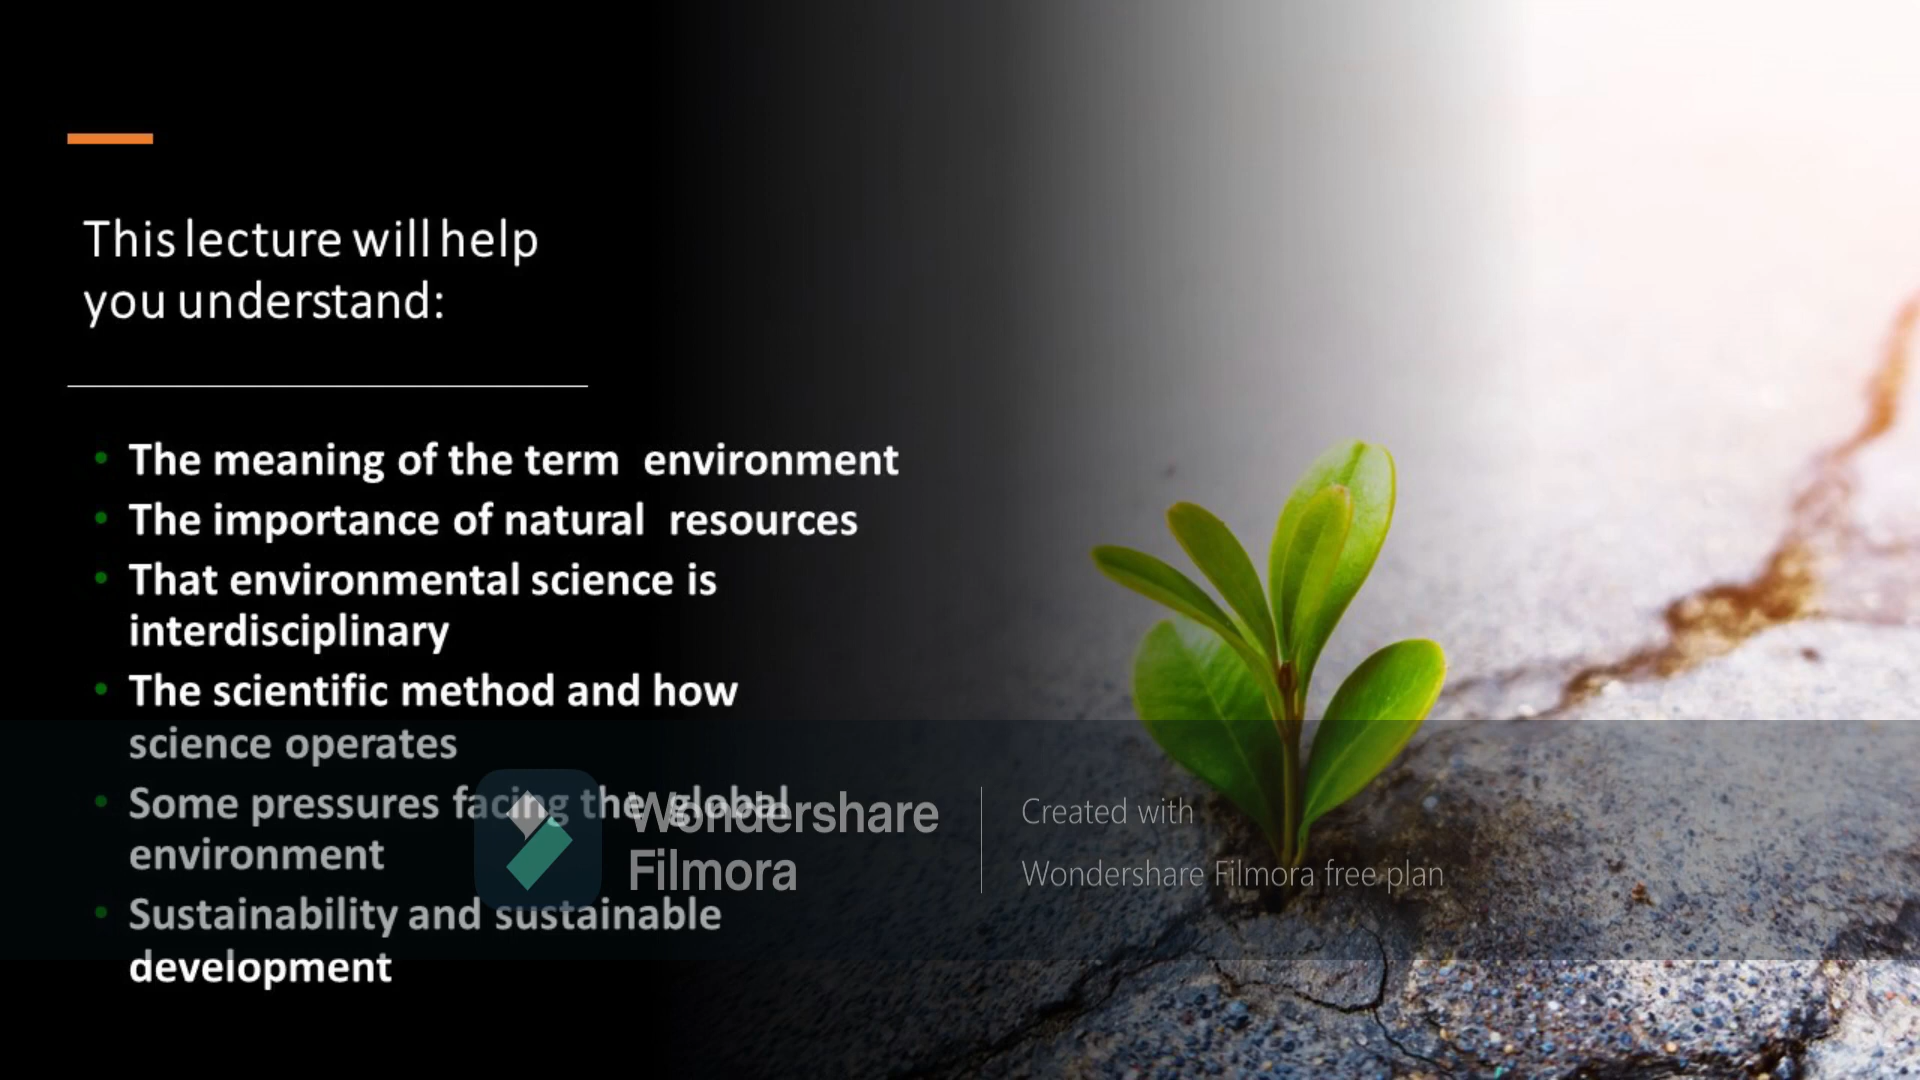 This lecture will help
you understand:
• The meaning of the term environment
• The importance of natural resources
• That environmental science is
interdisciplinary
• The scientific method and how
science operates
• Some pressures facing the global
environment
• Sustainability and sustainable
development
Wondershare
Filmora
Created with
Wondershare Filmora free plan